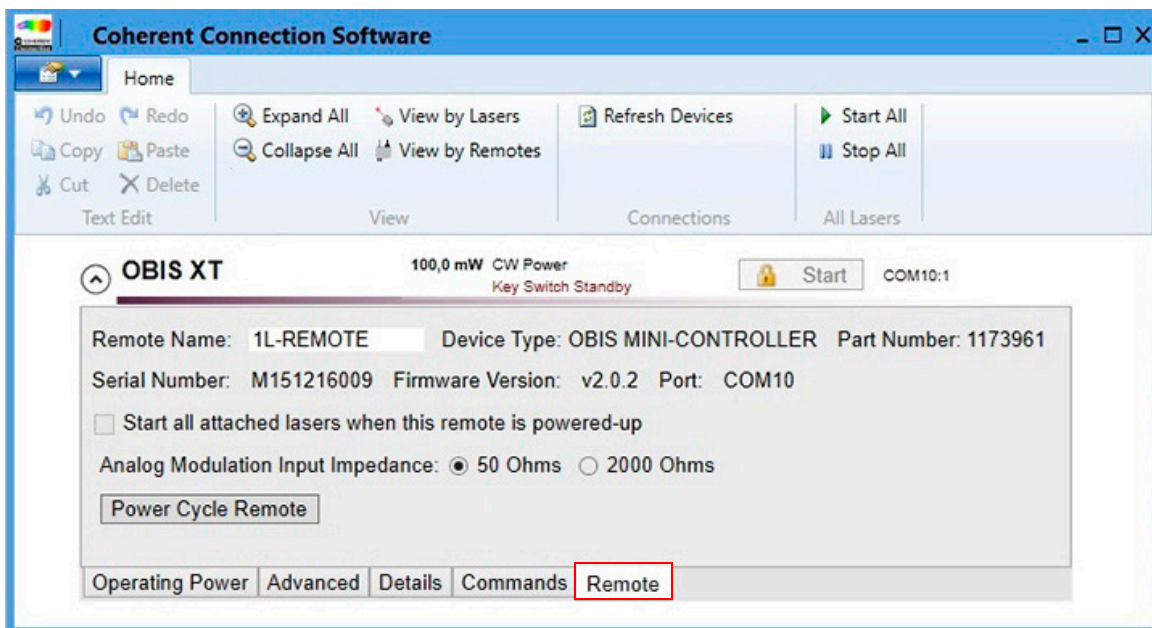 Coherent Connection Software
Home
Undo Redo Expand All View by Lasers Refresh Devices Start All
Copy Paste Collapse All View by Remotes Stop All
Cut Delete
Text Edit View Connections All Lasers
OBIS XT 100,0 mW CW Power Start COM10:1
Key Switch Standby
Remote Name: 1L-REMOTE Device Type: OBIS MINI-CONTROLLER Part Number: 1173961
Serial Number: M151216009 Firmware Version: v2.0.2 Port: COM10
Start all attached lasers when this remote is powered-up
Analog Modulation Input Impedance: 50 Ohms 2000 Ohms
Power Cycle Remote
Operating Power Advanced Details Commands Remote